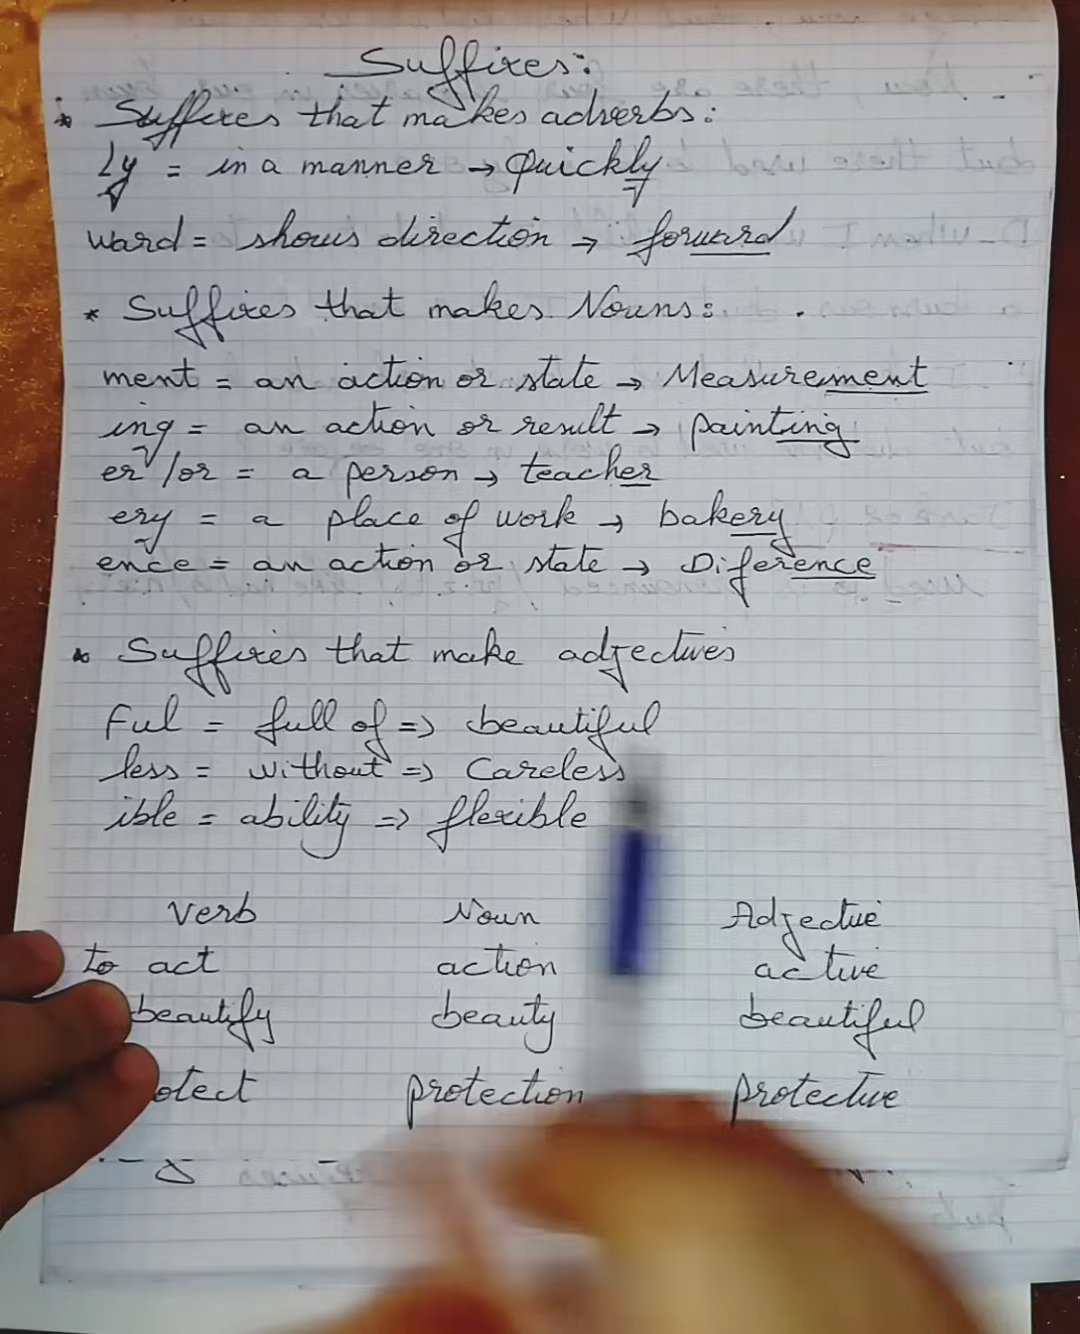 Suffixes:
* Suffixes that makes adverbs:
Ly = in a manner → Quickly
ward = shows direction → forward
* Suffixes that makes Nouns:
ment = an action or state → Measurement
ing = an action or result → painting
er /or = a person → teacher
ery = a place of work → bakery
ence = an action or state → Diference
* Suffixes that make adjectives
Ful = full of => beautiful
less = without => Careless
ible = ability => flexible
Verb Noun Adjective
to act action active
beautify beauty beautiful
otect protection protective